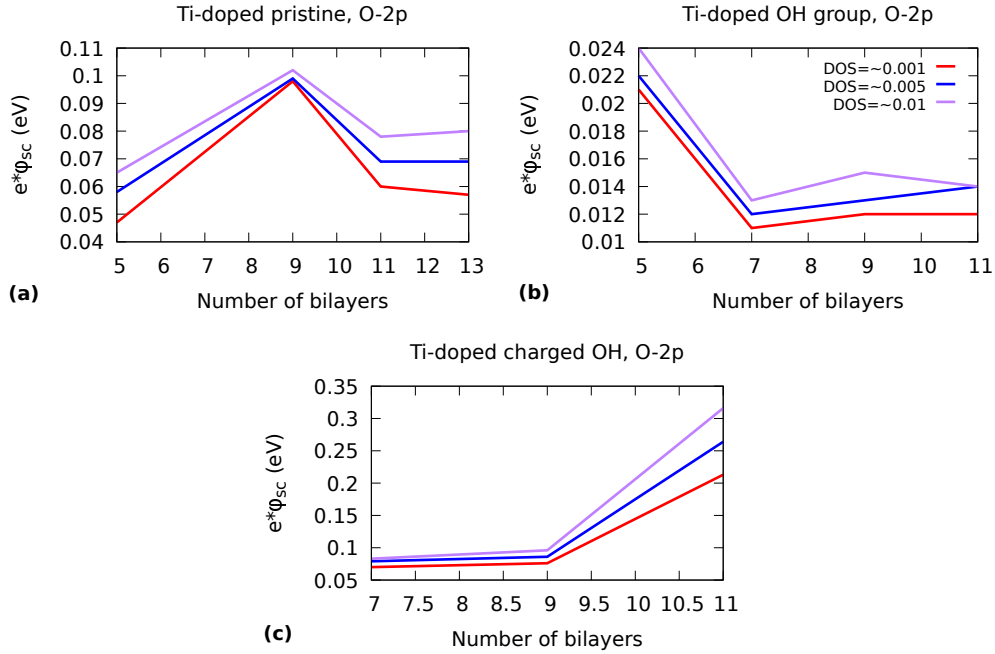 Ti-doped pristine, O-2p
0.11
0.1
0.09
0.08
0.07
0.06
0.05
0.04
e*φsc (eV)
5 6 7 8 9 10 11 12 13
(a)
Number of bilayers
Ti-doped OH group, O-2p
0.024
0.022
0.02
0.018
0.016
0.014
0.012
0.01
e*φsc (eV)
DOS=~0.001
DOS=~0.005
DOS=~0.01
5 6 7 8 9 10 11
(b)
Number of bilayers
Ti-doped charged OH, O-2p
0.35
0.3
0.25
0.2
0.15
0.1
0.05
e*φsc (eV)
7 7.5 8 8.5 9 9.5 10 10.5 11
(c)
Number of bilayers